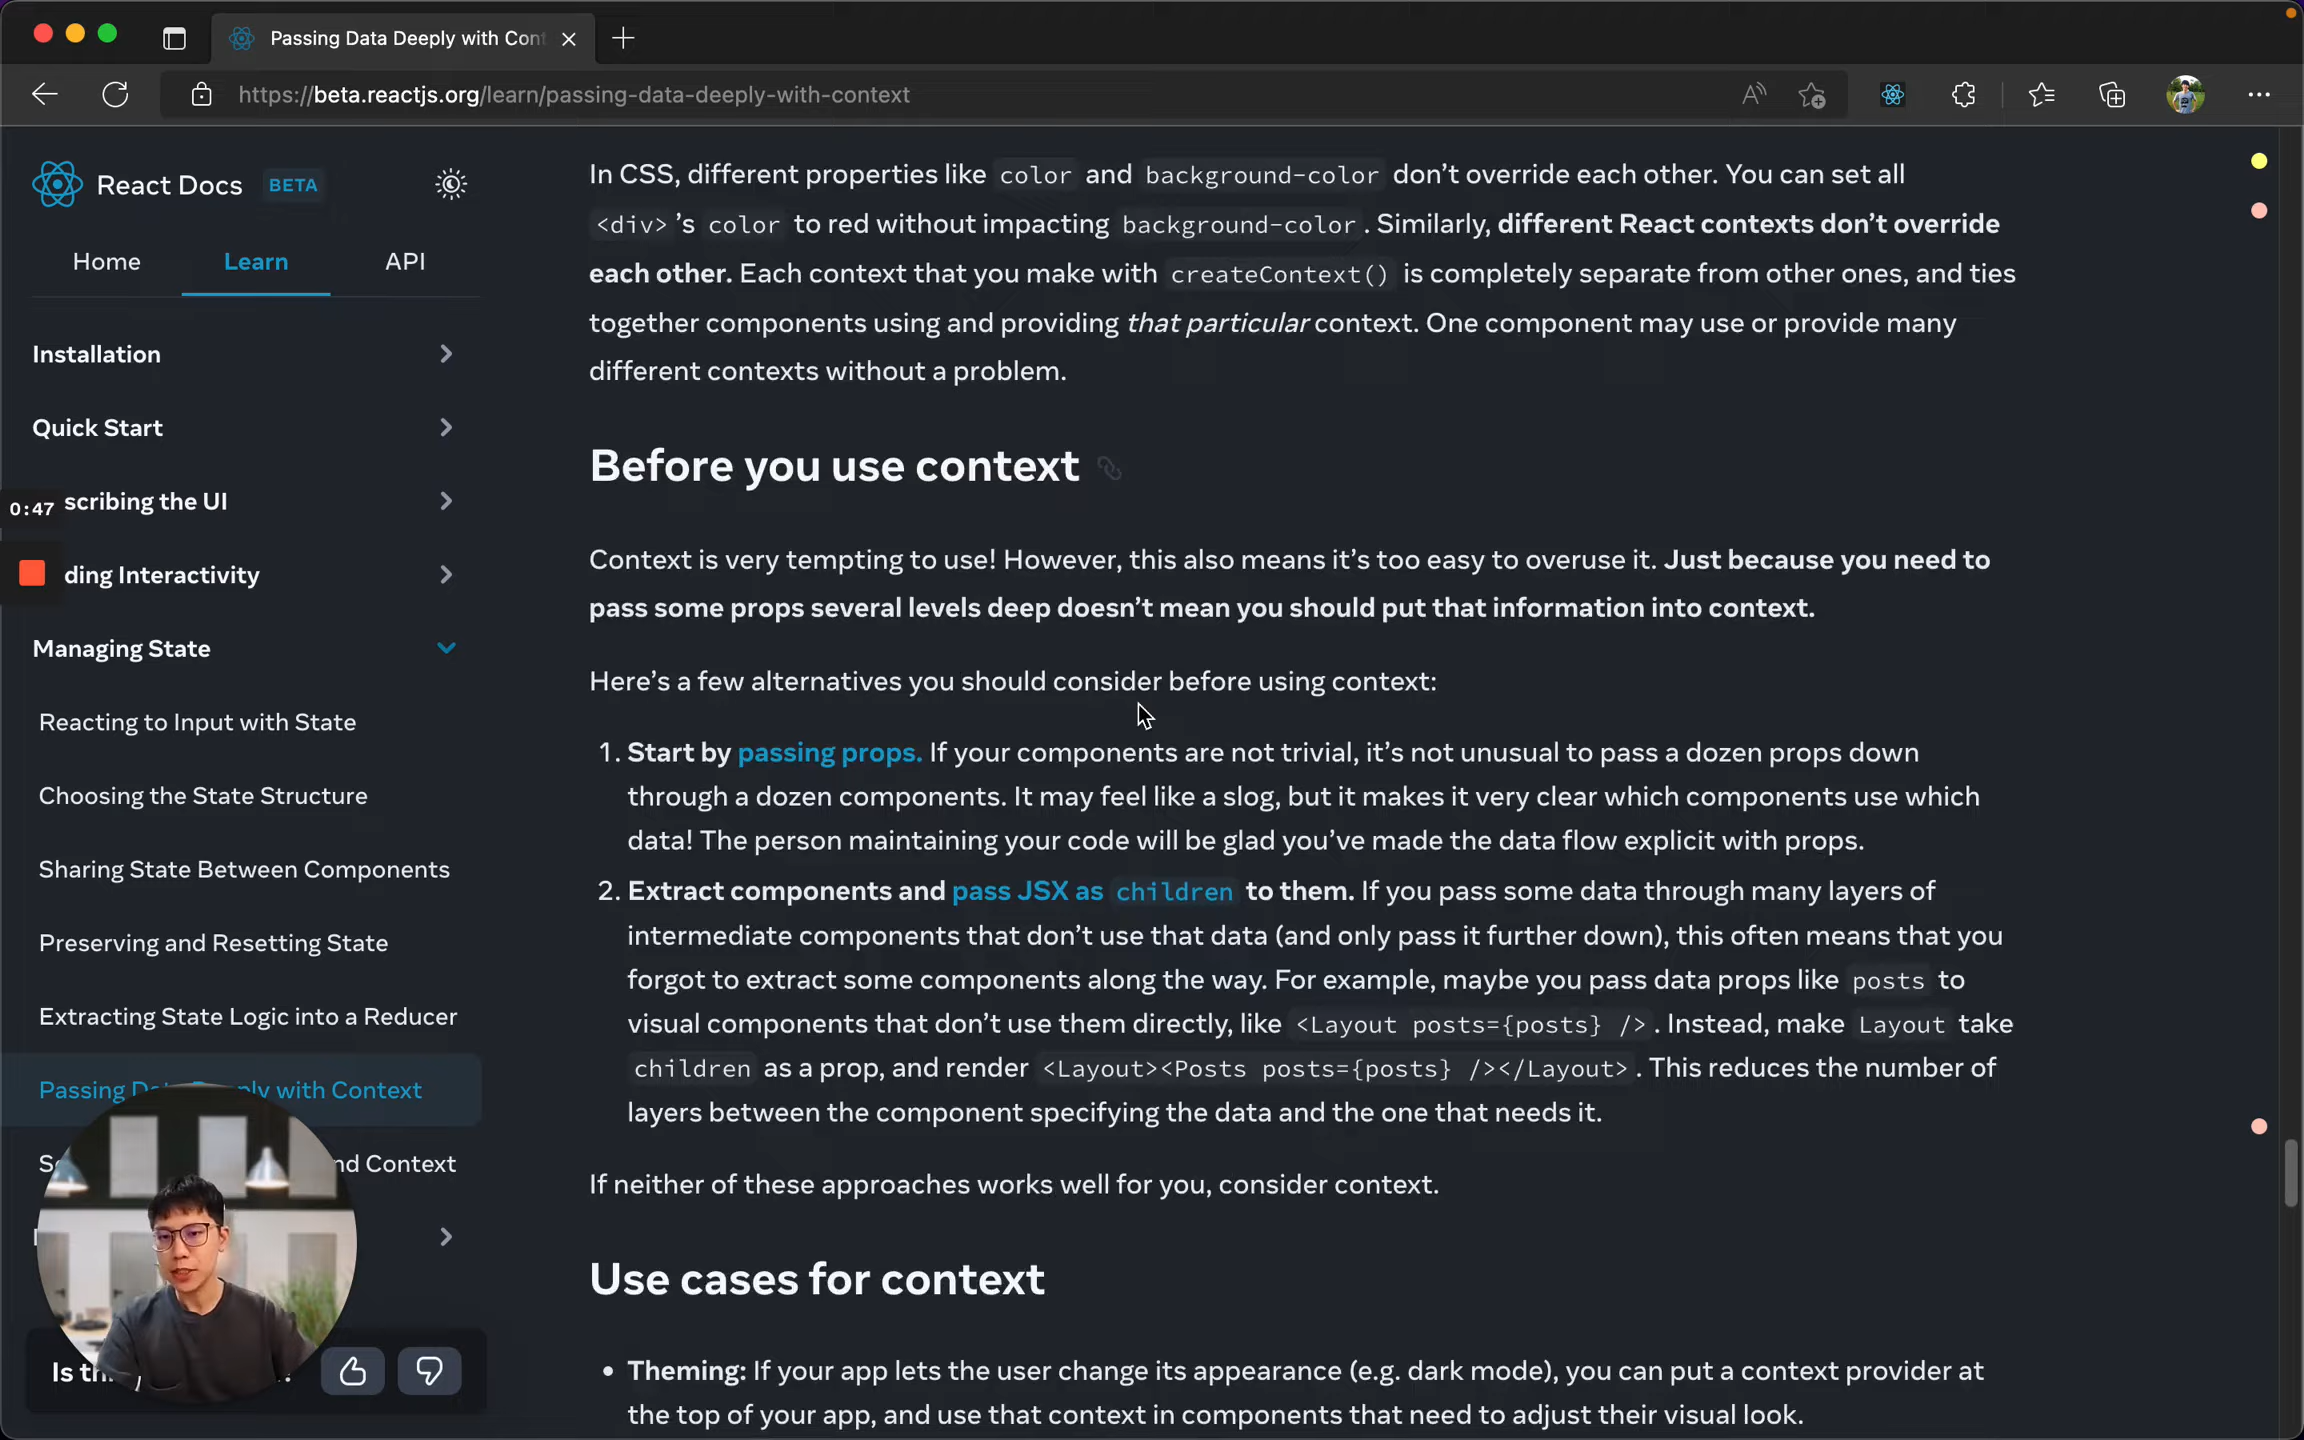 Passing Data Deeply with Cont
https://beta.reactjs.org/learn/passing-data-deeply-with-context
React Docs BETA
Home Learn API
Installation
Quick Start
0:47 scribing the UI
ding Interactivity
Managing State
Reacting to Input with State
Choosing the State Structure
Sharing State Between Components
Preserving and Resetting State
Extracting State Logic into a Reducer
Passing Data Deeply with Context
nd Context
In CSS, different properties like color and background-color don’t override each other. You can set all
<div> ’s color to red without impacting background-color. Similarly, different React contexts don’t override
each other. Each context that you make with createContext() is completely separate from other ones, and ties
together components using and providing that particular context. One component may use or provide many
different contexts without a problem.
Before you use context
Context is very tempting to use! However, this also means it’s too easy to overuse it. Just because you need to
pass some props several levels deep doesn’t mean you should put that information into context.
Here’s a few alternatives you should consider before using context:
1. Start by passing props. If your components are not trivial, it’s not unusual to pass a dozen props down
through a dozen components. It may feel like a slog, but it makes it very clear which components use which
data! The person maintaining your code will be glad you’ve made the data flow explicit with props.
2. Extract components and pass JSX as children to them. If you pass some data through many layers of
intermediate components that don’t use that data (and only pass it further down), this often means that you
forgot to extract some components along the way. For example, maybe you pass data props like posts to
visual components that don’t use them directly, like <Layout posts={posts} />. Instead, make Layout take
children as a prop, and render <Layout><Posts posts={posts} /></Layout>. This reduces the number of
layers between the component specifying the data and the one that needs it.
If neither of these approaches works well for you, consider context.
Use cases for context
• Theming: If your app lets the user change its appearance (e.g. dark mode), you can put a context provider at
the top of your app, and use that context in components that need to adjust their visual look.
Is